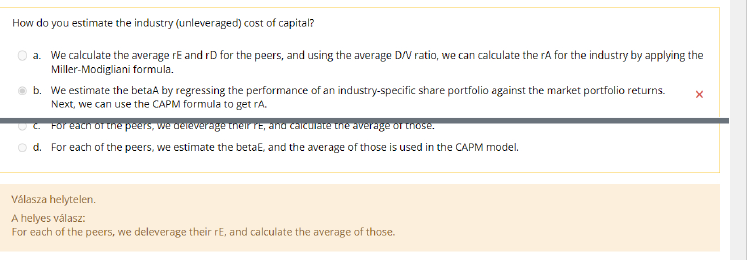 How do you estimate the industry (unleveraged) cost of capital?
a. We calculate the average rE and rD for the peers, and using the average D/V ratio, we can calculate the rA for the industry by applying the
Miller-Modigliani formula.
b. We estimate the betaA by regressing the performance of an industry-specific share portfolio against the market portfolio returns.
Next, we can use the CAPM formula to get rA.
c. For each of the peers, we deleverage their rE, and calculate the average of those.
d. For each of the peers, we estimate the betaE, and the average of those is used in the CAPM model.
Válasza helytelen.
A helyes válasz:
For each of the peers, we deleverage their rE, and calculate the average of those.